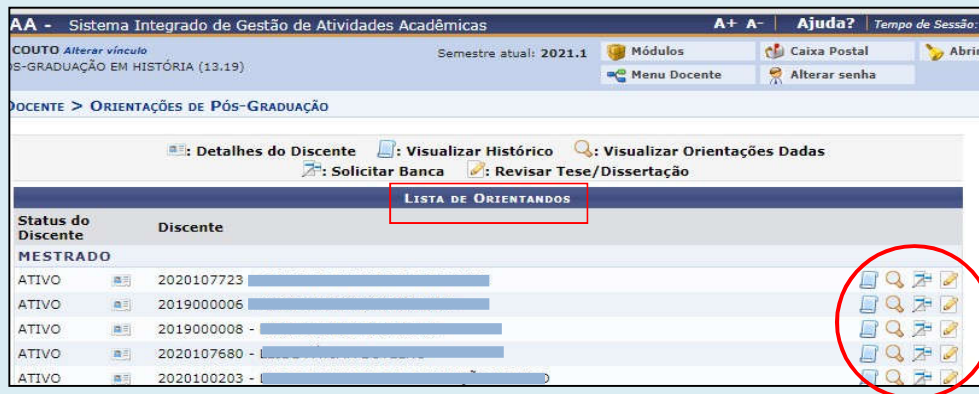 AA - Sistema Integrado de Gestão de Atividades Acadêmicas A+ A- | Ajuda? | Tempo de Sessão:
COUTO Alterar vínculo Semestre atual: 2021.1 Módulos Caixa Postal Abrir
S-GRADUAÇÃO EM HISTÓRIA (13.19) Menu Docente Alterar senha
DOCENTE > ORIENTAÇÕES DE PÓS-GRADUAÇÃO
: Detalhes do Discente : Visualizar Histórico : Visualizar Orientações Dadas
: Solicitar Banca : Revisar Tese/Dissertação
LISTA DE ORIENTANDOS
Status do Discente Discente
MESTRADO
ATIVO 2020107723
ATIVO 2019000006
ATIVO 2019000008 -
ATIVO 2020107680 -
ATIVO 2020100203 -